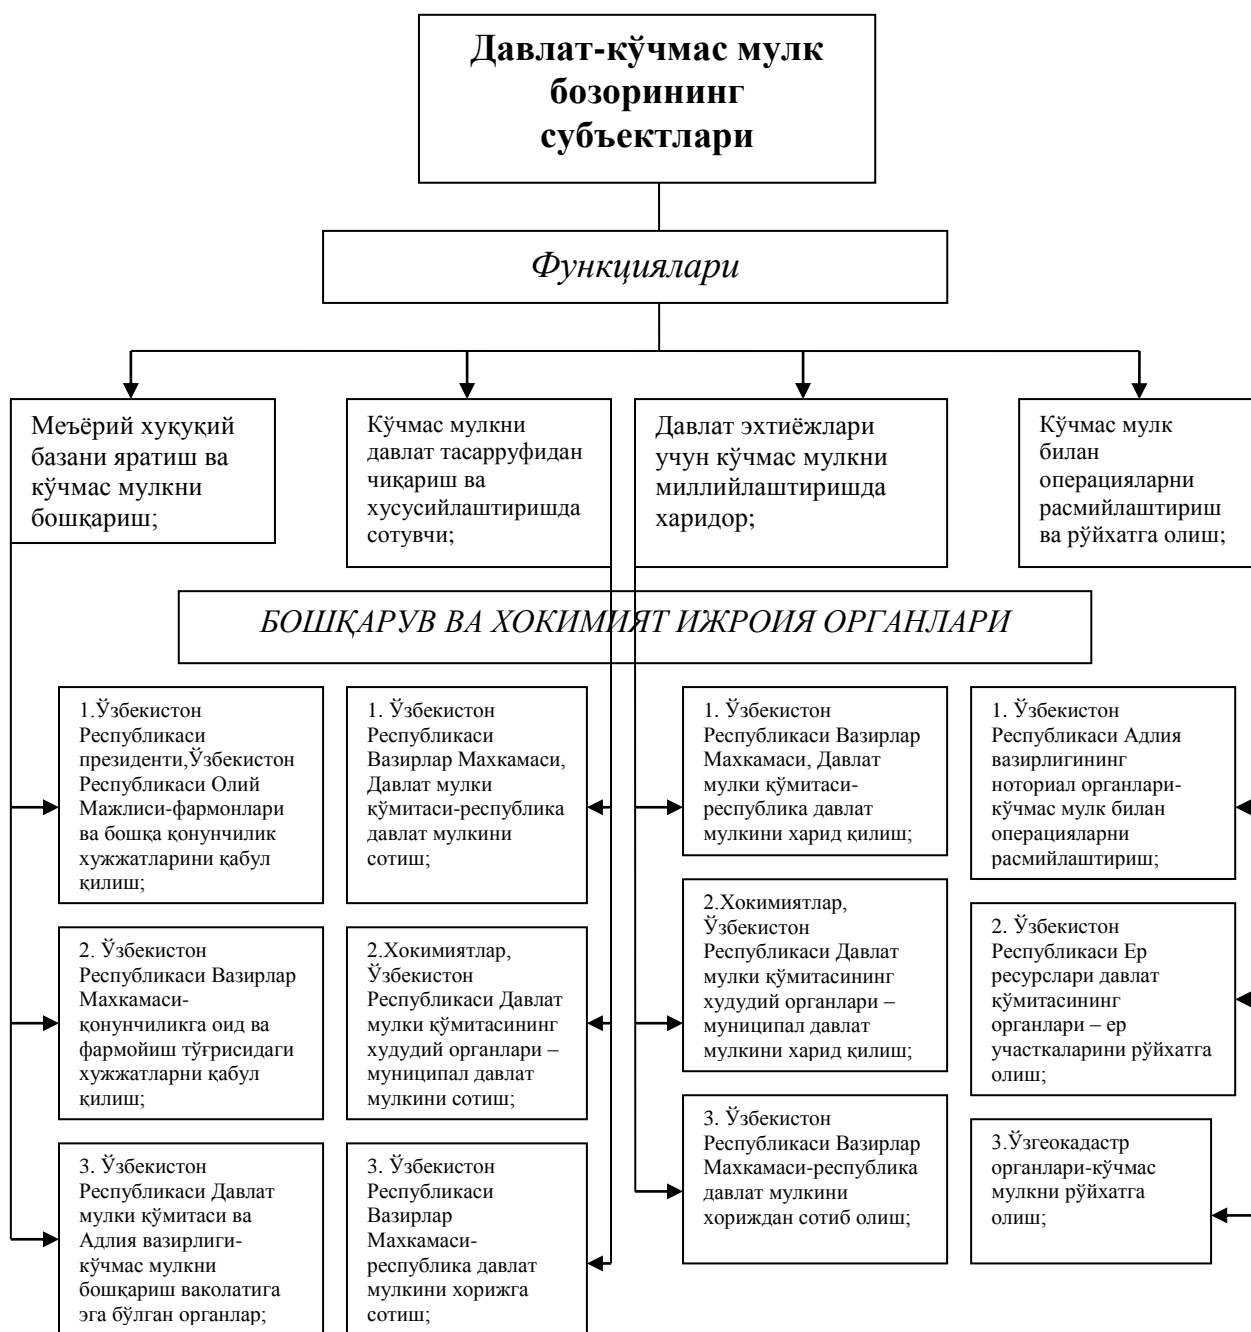 Давлат-кўчмас мулк
бозорининг
субъектлари
Функциялари
Меъёрий хуқуқий
базани яратиш ва
кўчмас мулкни
бошқариш;
Кўчмас мулкни
давлат тасарруфидан
чиқариш ва
хусусийлаштиришда
сотувчи;
Давлат эхтиёжлари
учун кўчмас мулкни
миллийлаштиришда
харидор;
Кўчмас мулк
билан
операцияларни
расмийлаштириш
ва рўйхатга олиш;
БОШҚАРУВ ВА ХОКИМИЯТ ИЖРОИЯ ОРГАНЛАРИ
1.Ўзбекистон
Республикаси
президенти,Ўзбекистон
Республикаси Олий
Мажлиси-фармонлари
ва бошқа қонунчилик
хужжатларини қабул
қилиш;
1. Ўзбекистон
Республикаси
Вазирлар Махкамаси,
Давлат мулки
қўмитаси-республика
давлат мулкини
сотиш;
1. Ўзбекистон
Республикаси Вазирлар
Махкамаси, Давлат
мулки қўмитаси-
республика давлат
мулкини харид қилиш;
1. Ўзбекистон
Республикаси Адлия
вазирлигининг
ноториал органлари-
кўчмас мулк билан
операцияларни
расмийлаштириш;
2. Ўзбекистон
Республикаси Вазирлар
Махкамаси-
қонунчиликга оид ва
фармойиш тўғрисидаги
хужжатларни қабул
қилиш;
2.Хокимиятлар,
Ўзбекистон
Республикаси Давлат
мулки қўмитасининг
худудий органлари –
муниципал давлат
мулкини сотиш;
2.Хокимиятлар,
Ўзбекистон
Республикаси Давлат
мулки қўмитасининг
худудий органлари –
муниципал давлат
мулкини харид қилиш;
2. Ўзбекистон
Республикаси Ер
ресурслари давлат
қўмитасининг
органлари – ер
участкаларини рўйхатга
олиш;
3. Ўзбекистон
Республикаси Давлат
мулки қўмитаси ва
Адлия вазирлиги-
кўчмас мулкни
бошқариш ваколатига
эга бўлган органлар;
3. Ўзбекистон
Республикаси
Вазирлар
Махкамаси-
республика давлат
мулкини хорижга
сотиш;
3. Ўзбекистон
Республикаси Вазирлар
Махкамаси-республика
давлат мулкини
хориждан сотиб олиш;
3.Ўзгеокадастр
органлари-кўчмас
мулкни рўйхатга
олиш;